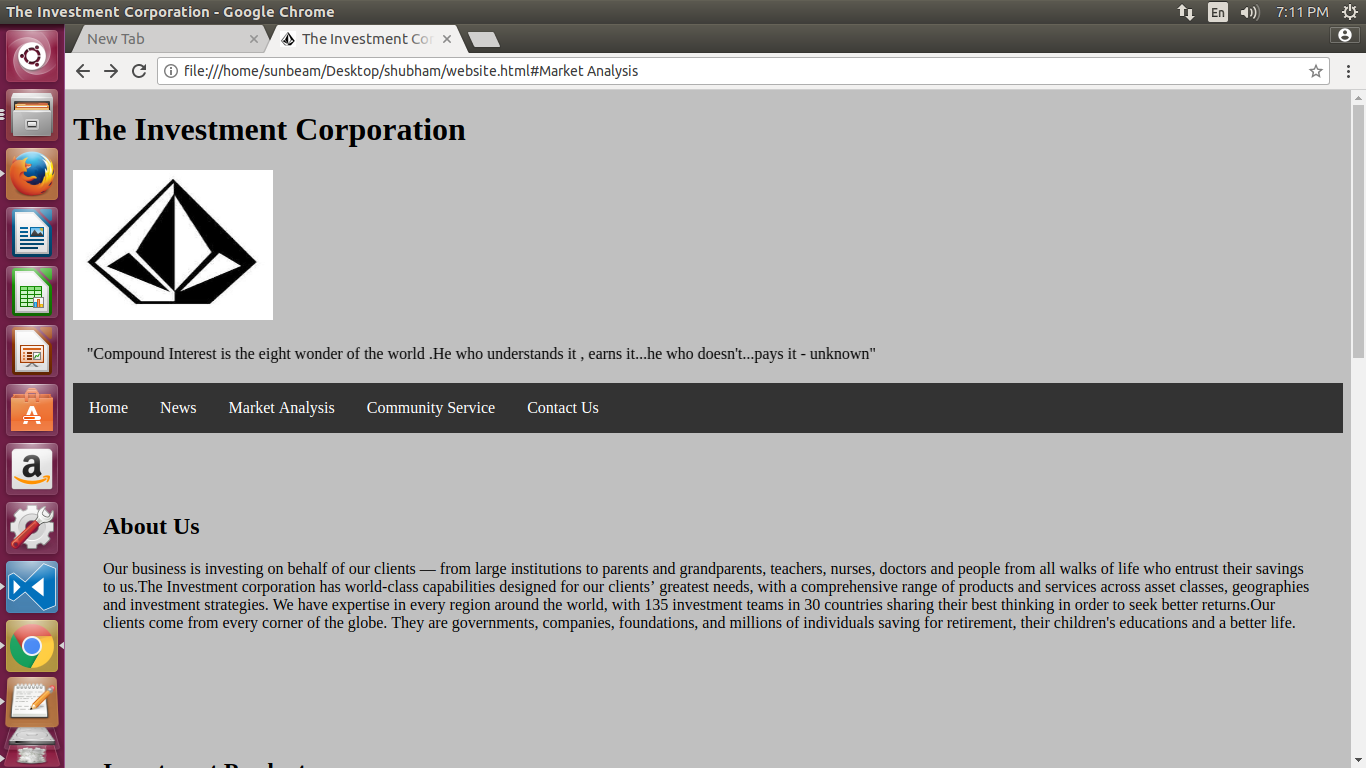 The Investment Corporation - Google Chrome
En
7:11 PM
New Tab
The Investment Cor
file:///home/sunbeam/Desktop/shubham/website.html#Market Analysis
The Investment Corporation
"Compound Interest is the eight wonder of the world .He who understands it , earns it...he who doesn't...pays it - unknown"
Home News Market Analysis Community Service Contact Us
About Us
Our business is investing on behalf of our clients — from large institutions to parents and grandparents, teachers, nurses, doctors and people from all walks of life who entrust their savings
to us.The Investment corporation has world-class capabilities designed for our clients’ greatest needs, with a comprehensive range of products and services across asset classes, geographies
and investment strategies. We have expertise in every region around the world, with 135 investment teams in 30 countries sharing their best thinking in order to seek better returns.Our
clients come from every corner of the globe. They are governments, companies, foundations, and millions of individuals saving for retirement, their children's educations and a better life.